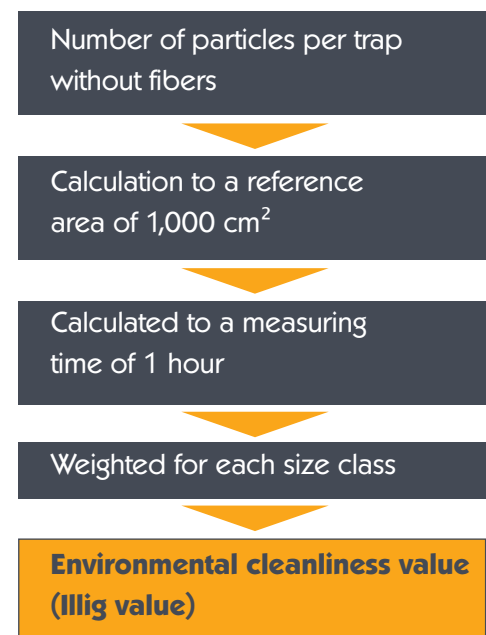 Number of particles per trap
without fibers
Calculation to a reference
area of 1,000 cm²
Calculated to a measuring
time of 1 hour
Weighted for each size class
Environmental cleanliness value
(Illig value)